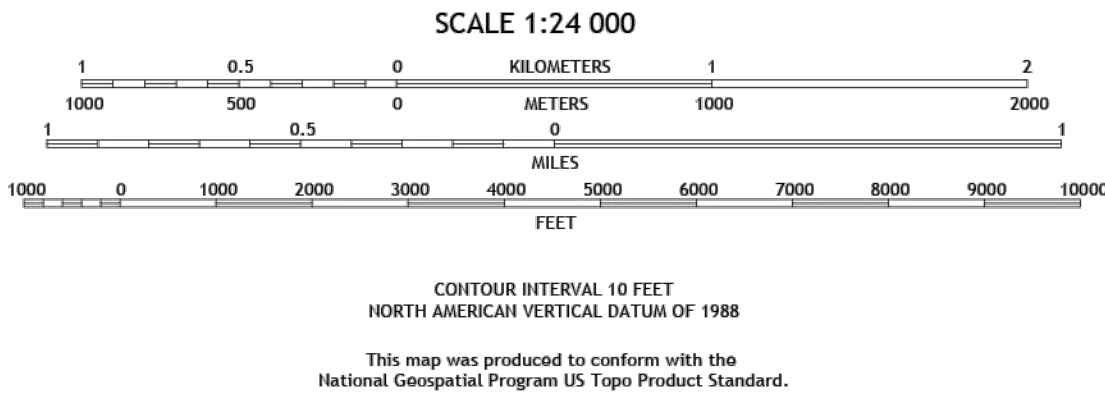 SCALE 1:24 000
1 0.5 0 KILOMETERS 1 2
1000 500 0 METERS 1000 2000
1 0.5 0 1
MILES
1000 0 1000 2000 3000 4000 5000 6000 7000 8000 9000 10000
FEET
CONTOUR INTERVAL 10 FEET
NORTH AMERICAN VERTICAL DATUM OF 1988
This map was produced to conform with the
National Geospatial Program US Topo Product Standard.